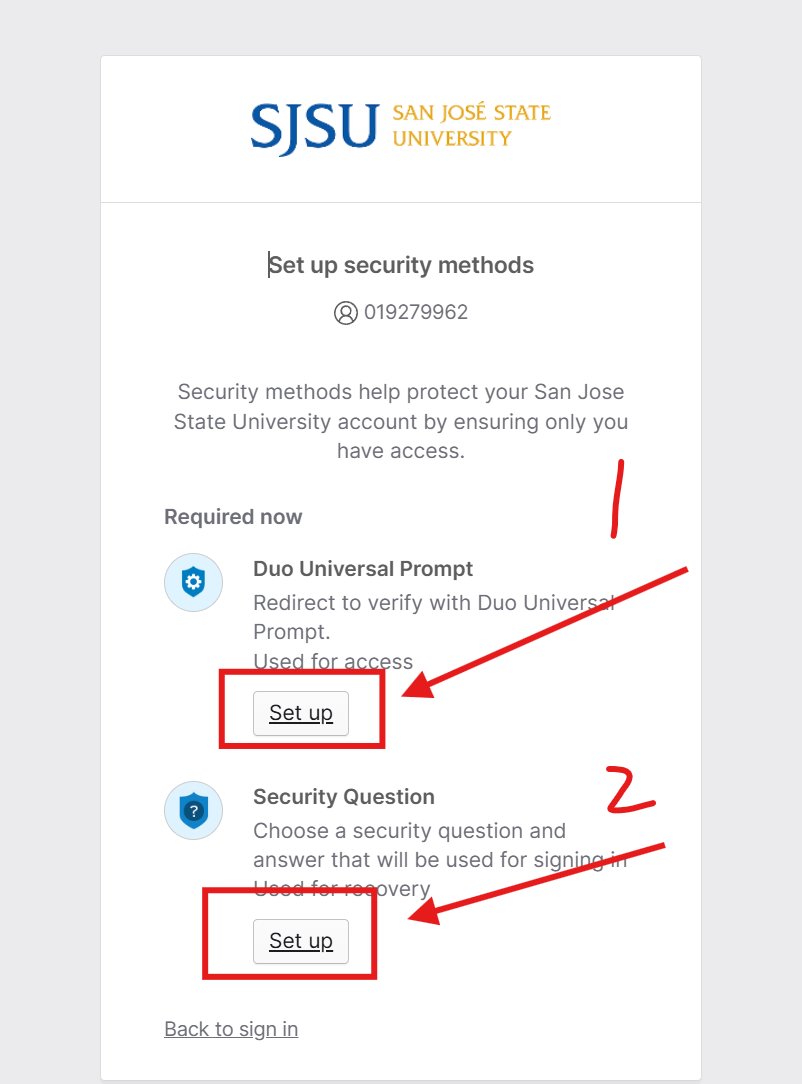 SJSU SAN JOSÉ STATE
UNIVERSITY
Set up security methods
019279962
Security methods help protect your San Jose
State University account by ensuring only you
have access.
1
Required now
Duo Universal Prompt
Redirect to verify with Duo Universal
Prompt.
Used for access
Set up
2
Security Question
Choose a security question and
answer that will be used for signing in
Used for recovery
Set up
Back to sign in